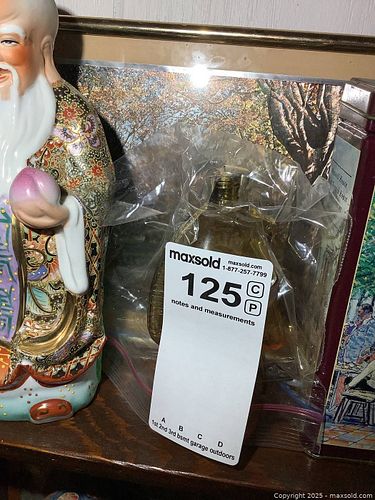 maxsold
maxsold.com
1-877-257-7799
125
C
P
notes and measurements
A B C D
1st 2nd 3rd bsmt garage outdoors
Copyright 2025 - maxsold.com